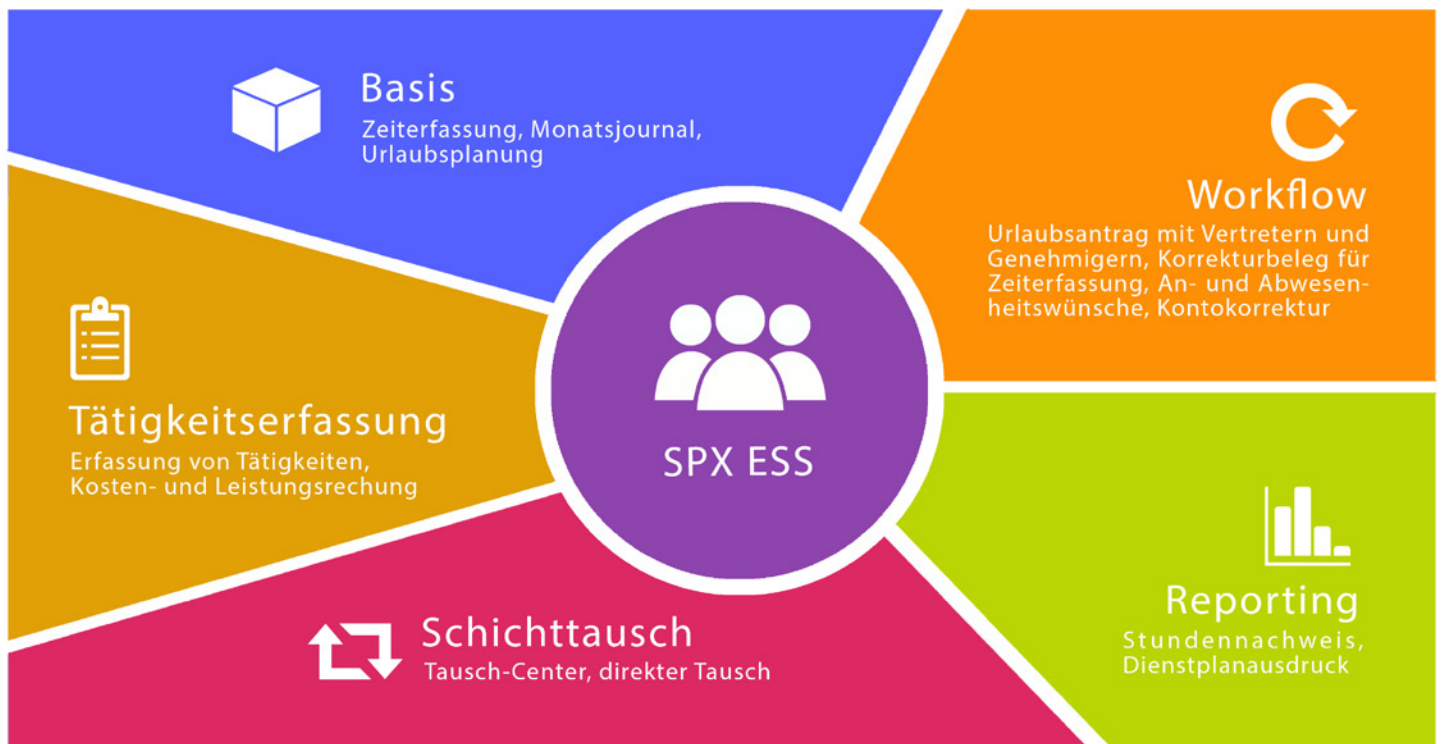 Basis
Zeiterfassung, Monatsjournal,
Urlaubsplanung
Workflow
Urlaubsantrag mit Vertretern und
Genehmigern, Korrekturbeleg für
Zeiterfassung, An- und Abwesen-
heitswünsche, Kontokorrektur
Tätigkeitserfassung
Erfassung von Tätigkeiten,
Kosten- und Leistungsrechung
SPX ESS
Schichttausch
Tausch-Center, direkter Tausch
Reporting
Stundennachweis,
Dienstplanausdruck